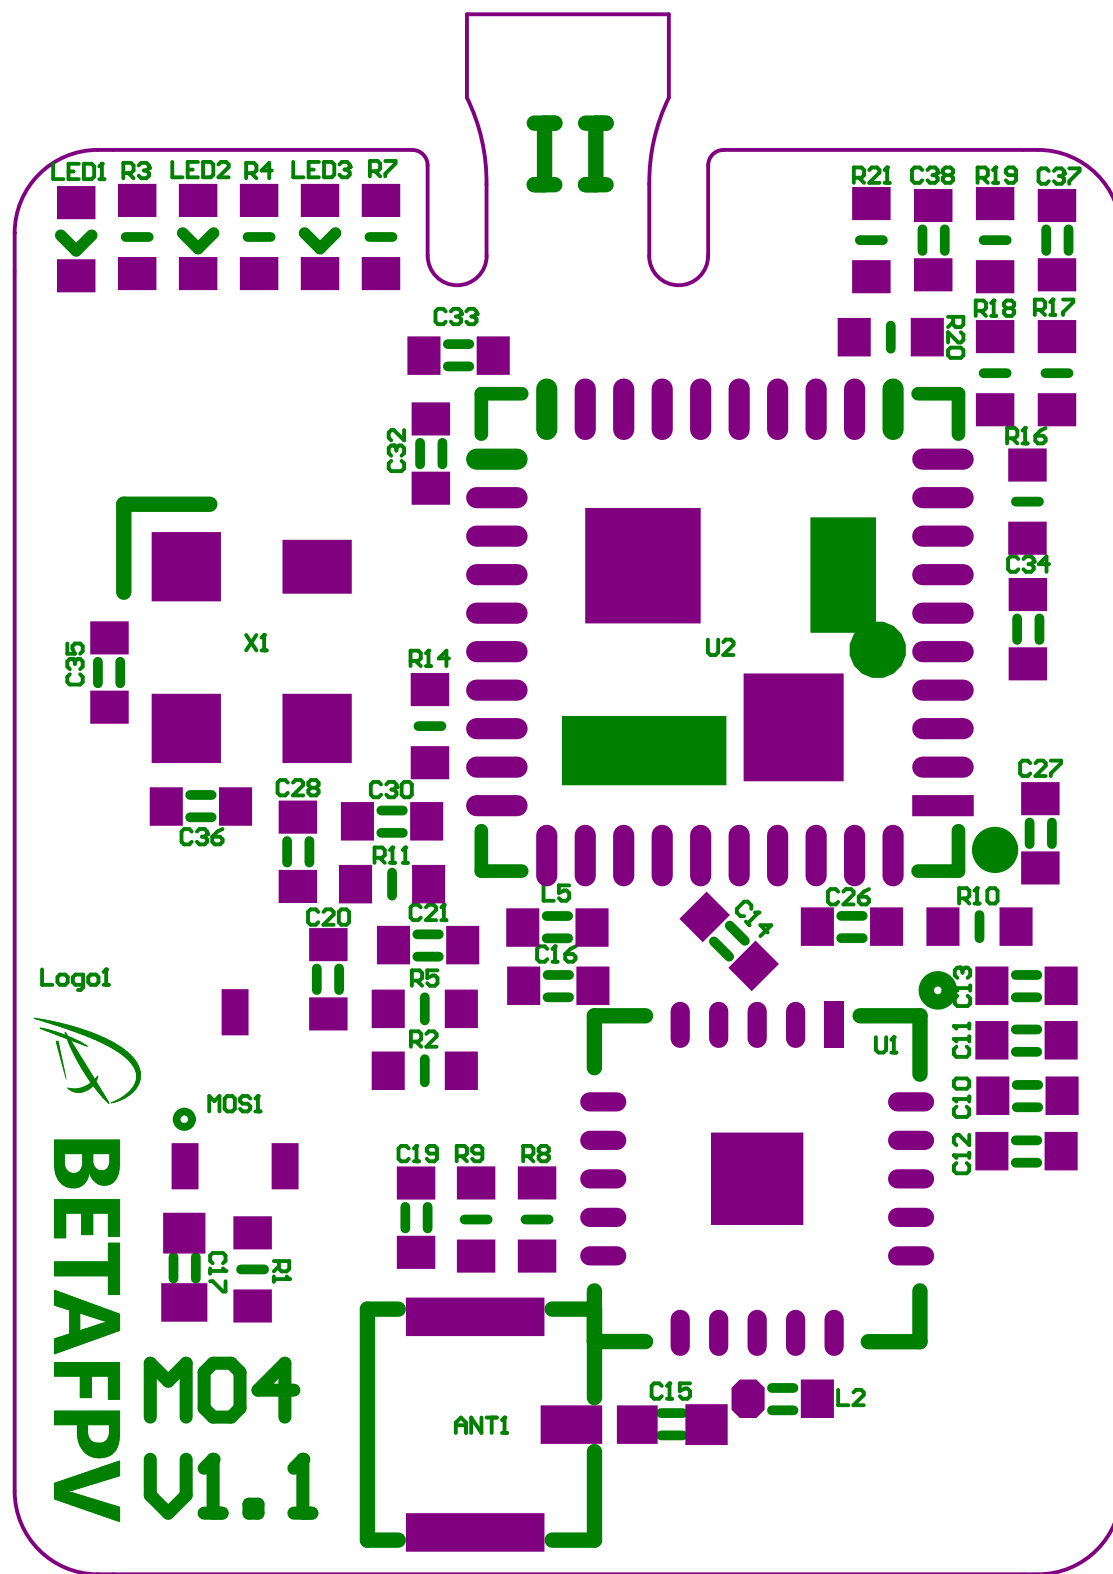 LED1 R3 LED2 R4 LED3 R7
R21 C38 R19 C37
C33
R20
R18 R17
C32
R16
C34
C35
X1
R14
U2
C28 C30
C36
C27
R11
L5
C20 C21
C14
C26
R10
C16
Logo1
R5
C13
R2
U1
C11
MOS1
C10
C19 R9 R8
C12
BETAFPV
C17
R1
M04
V1.1
ANT1
C15
L2